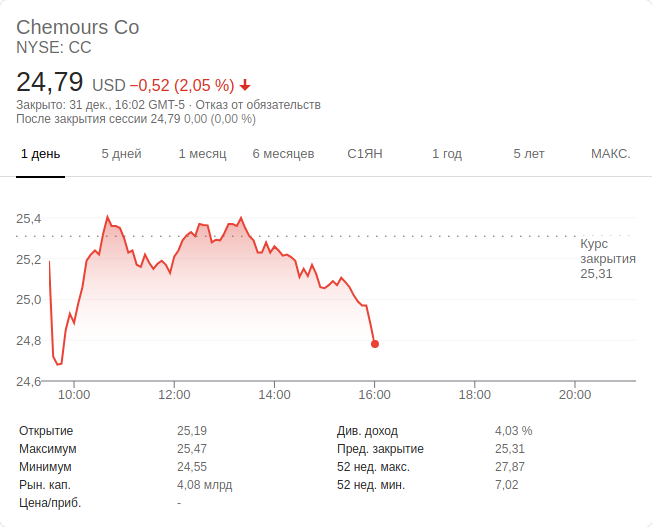 Chemours Co
NYSE: CC
24,79 USD −0,52 (2,05 %)
Закрыто: 31 дек., 16:02 GMT-5 · Отказ от обязательств
После закрытия сессии 24,79 0,00 (0,00 %)
1 день 5 дней 1 месяц 6 месяцев С1ЯН 1 год 5 лет МАКС.
25,4
25,2
25,0
24,8
24,6
Курс
закрытия
25,31
10:00 12:00 14:00 16:00 18:00 20:00
Открытие 25,19 Див. доход 4,03 %
Максимум 25,47 Пред. закрытие 25,31
Минимум 24,55 52 нед. макс. 27,87
Рын. кап. 4,08 млрд 52 нед. мин. 7,02
Цена/приб. -